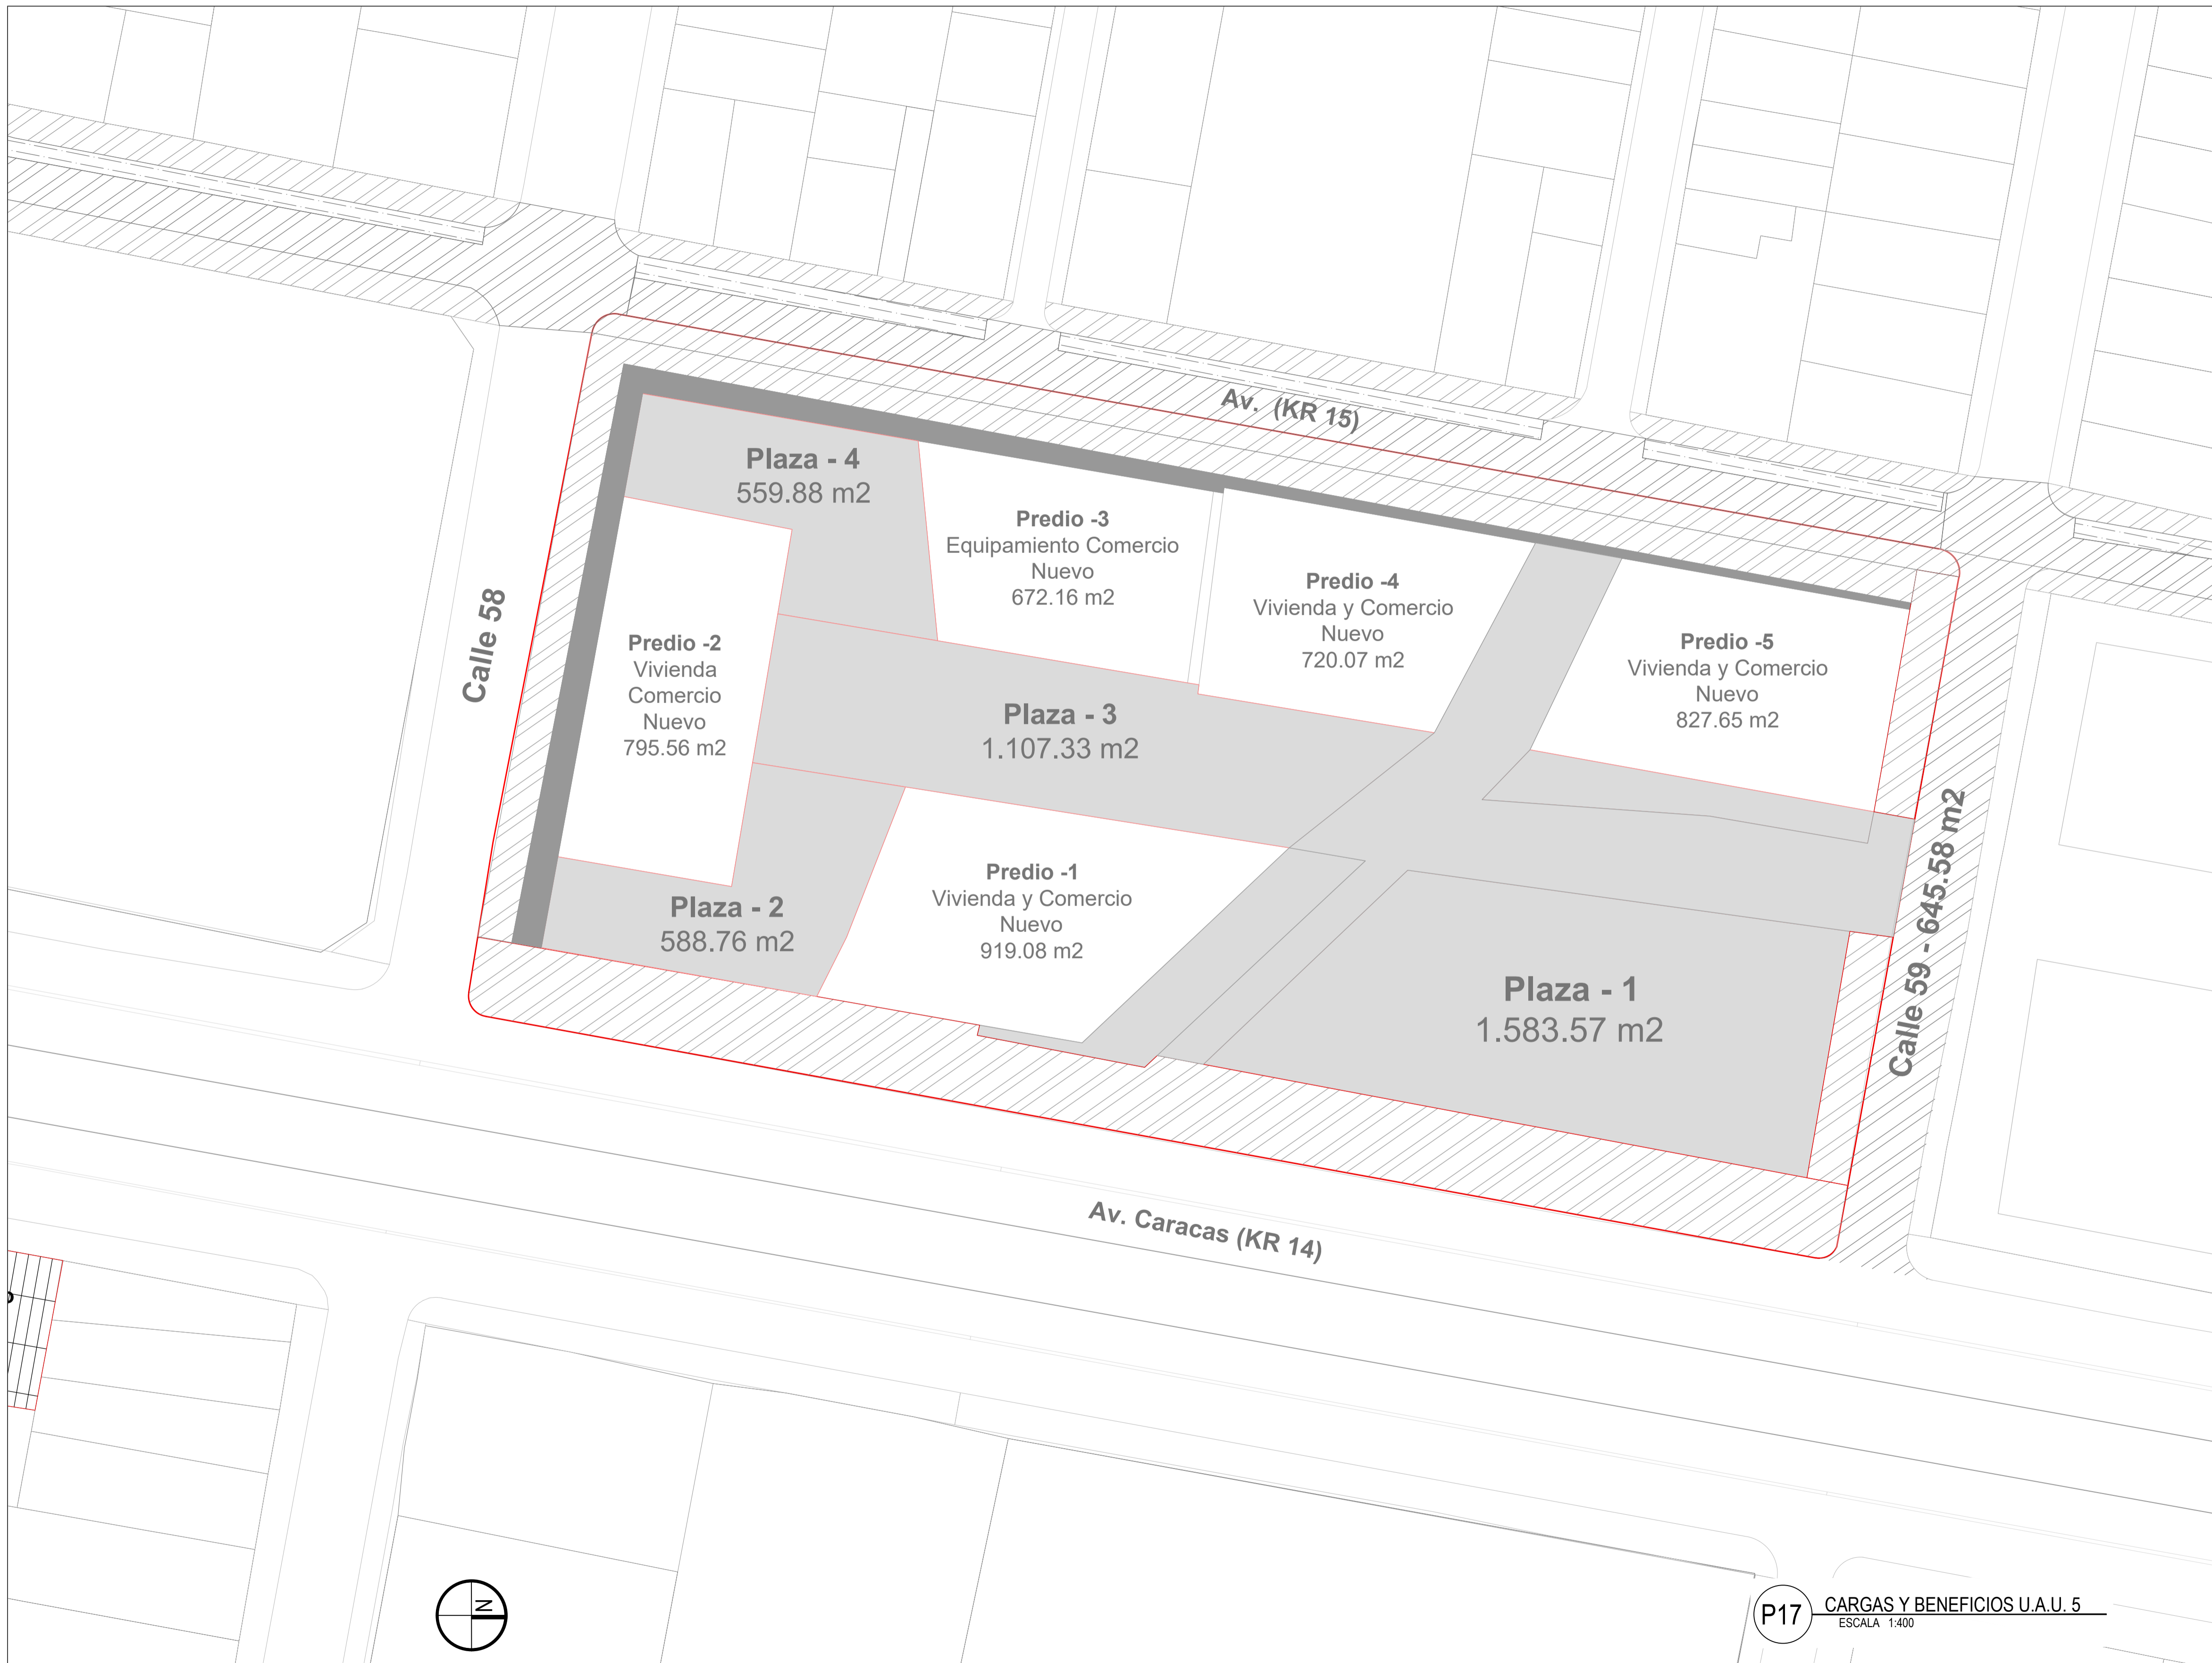 Av. (KR 15)
Plaza - 4
559.88 m2
Predio -3
Equipamiento Comercio
Nuevo
672.16 m2
Predio -4
Vivienda y Comercio
Nuevo
720.07 m2
Predio -5
Vivienda y Comercio
Nuevo
827.65 m2
Calle 58
Predio -2
Vivienda
Comercio
Nuevo
795.56 m2
Plaza - 3
1.107.33 m2
Plaza - 2
588.76 m2
Predio -1
Vivienda y Comercio
Nuevo
919.08 m2
Plaza - 1
1.583.57 m2
Calle 59 - 645.58 m2
Av. Caracas (KR 14)
N
P17
CARGAS Y BENEFICIOS U.A.U. 5
ESCALA 1:400